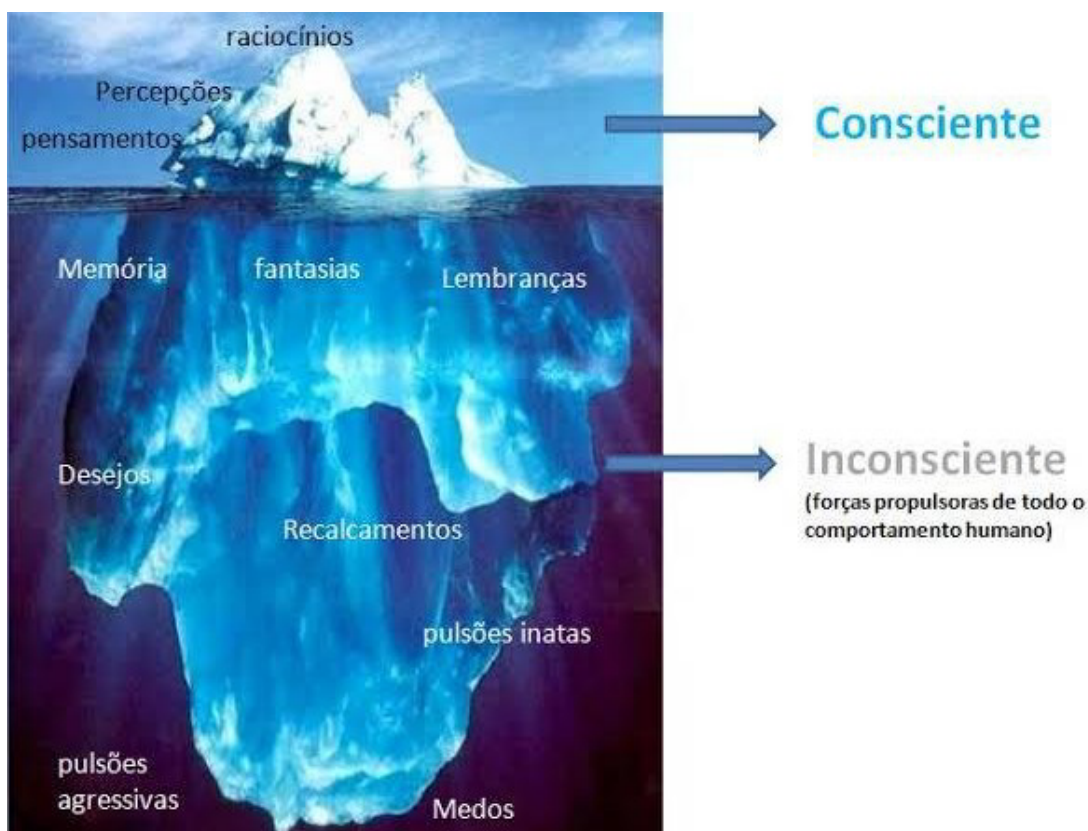 raciocínios
Percepções
pensamentos
Consciente
Memória
fantasias
Lembranças
Desejos
Inconsciente
(forças propulsoras de todo o
comportamento humano)
Recalcamentos
pulsões inatas
pulsões
agressivas
Medos